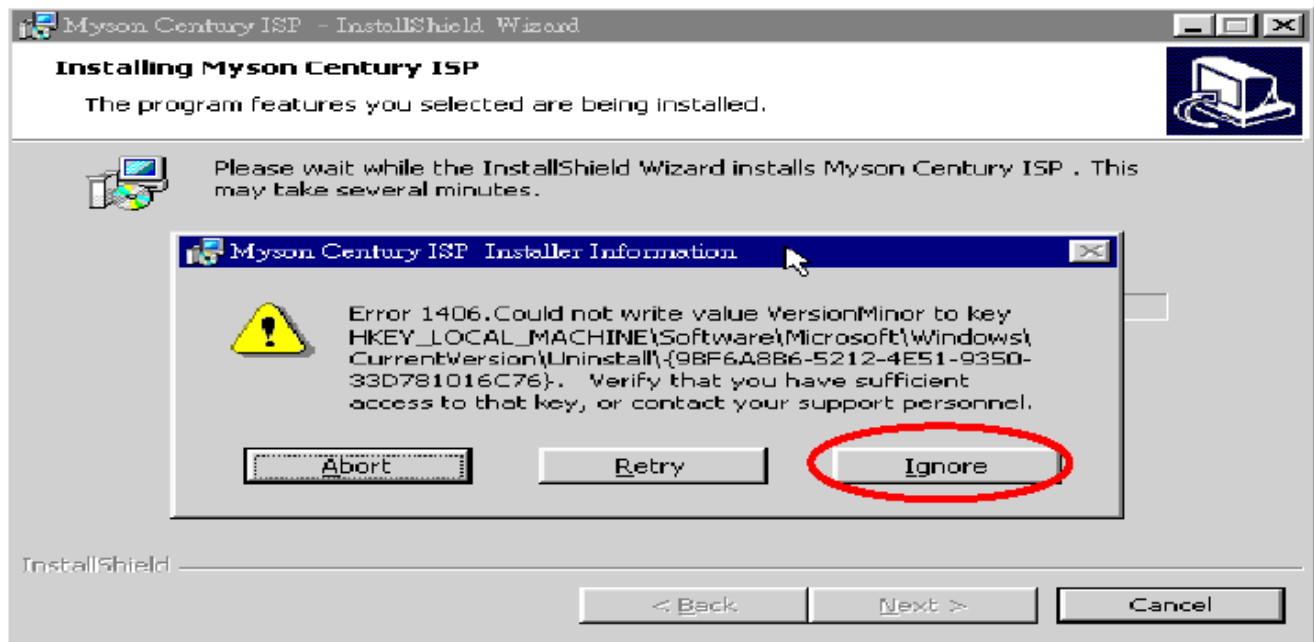 Myson Century ISP - InstallShield Wizard
Installing Myson Century ISP
The program features you selected are being installed.
Please wait while the InstallShield Wizard installs Myson Century ISP . This
may take several minutes.
Myson Century ISP Installer Information
Error 1406.Could not write value VersionMinor to key
HKEY_LOCAL_MACHINE\Software\Microsoft\Windows\
CurrentVersion\Uninstall\{9BF6A8B6-5212-4E51-9350-
33D781016C76}. Verify that you have sufficient
access to that key, or contact your support personnel.
Abort Retry Ignore
InstallShield
< Back Next > Cancel